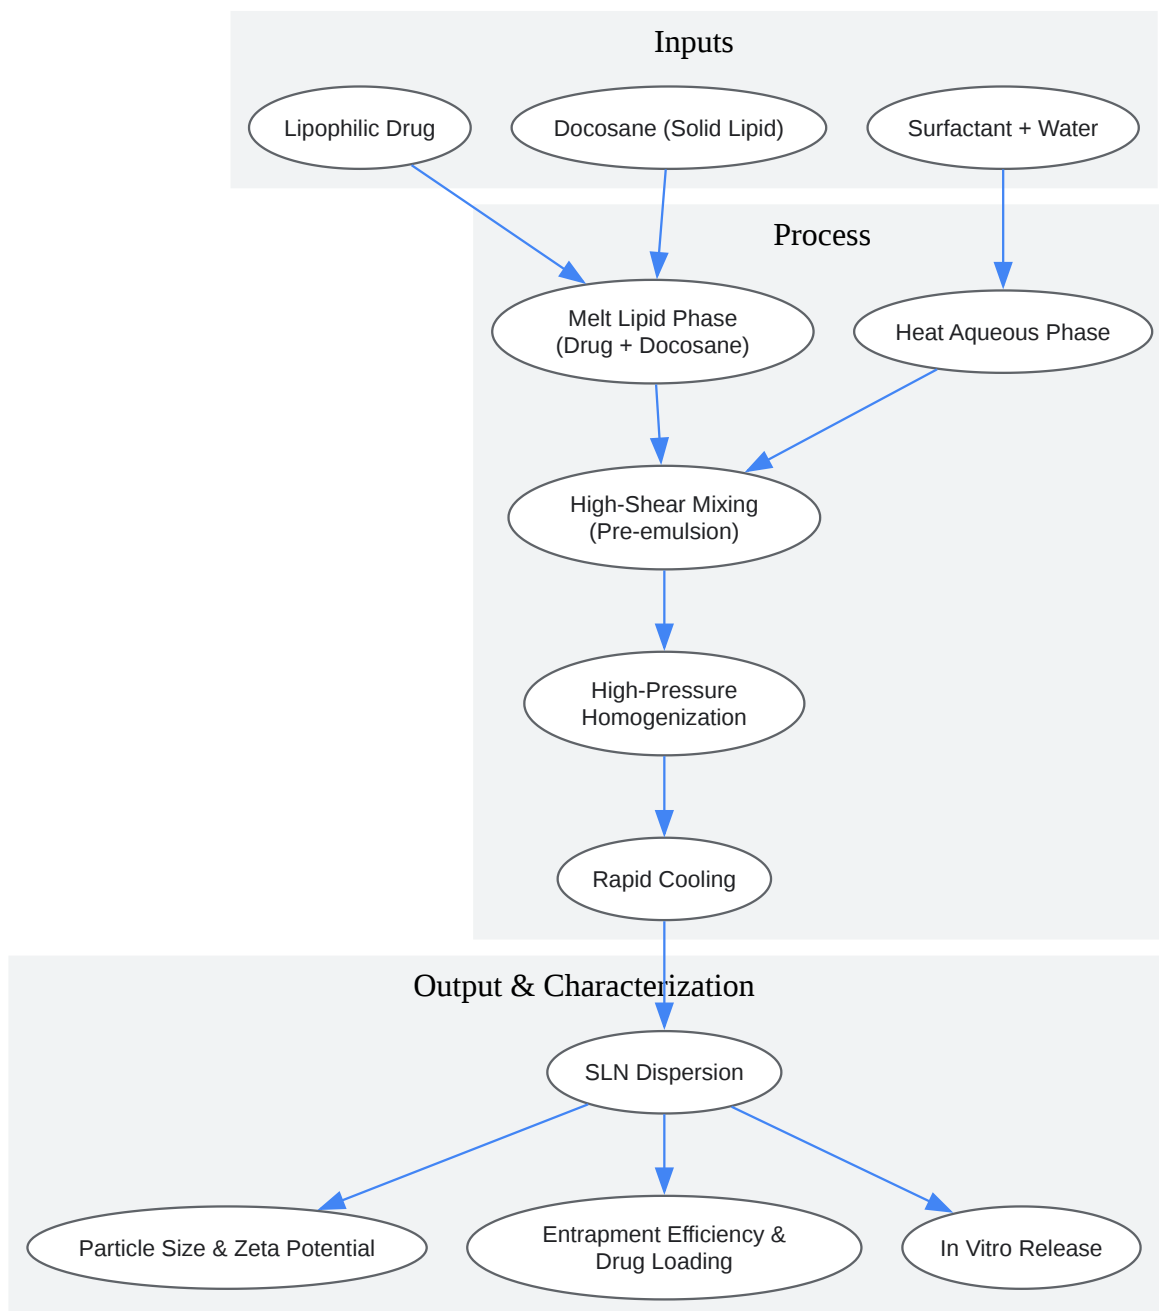 Inputs
Lipophilic Drug
Docosane (Solid Lipid)
Surfactant + Water
Process
Melt Lipid Phase
(Drug + Docosane)
Heat Aqueous Phase
High-Shear Mixing
(Pre-emulsion)
High-Pressure
Homogenization
Rapid Cooling
Output & Characterization
SLN Dispersion
Particle Size & Zeta Potential
Entrapment Efficiency &
Drug Loading
In Vitro Release